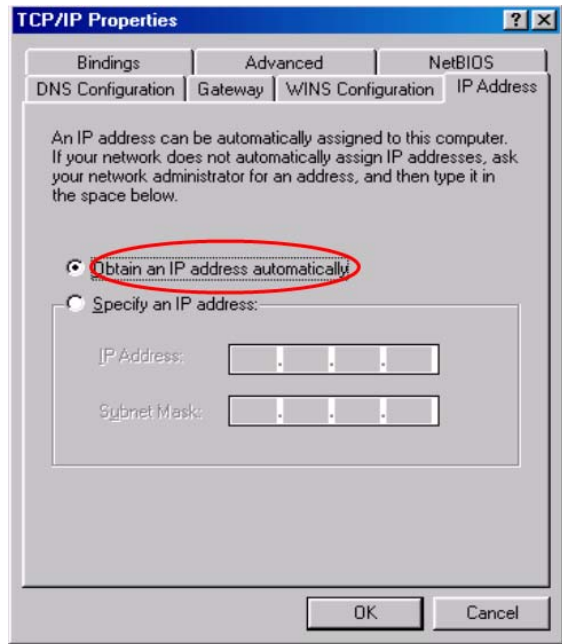 TCP/IP Properties
Bindings Advanced NetBIOS
DNS Configuration Gateway WINS Configuration IP Address
An IP address can be automatically assigned to this computer.
If your network does not automatically assign IP addresses, ask
your network administrator for an address, and then type it in
the space below.
Obtain an IP address automatically
Specify an IP address:
IP Address:
Subnet Mask:
OK Cancel